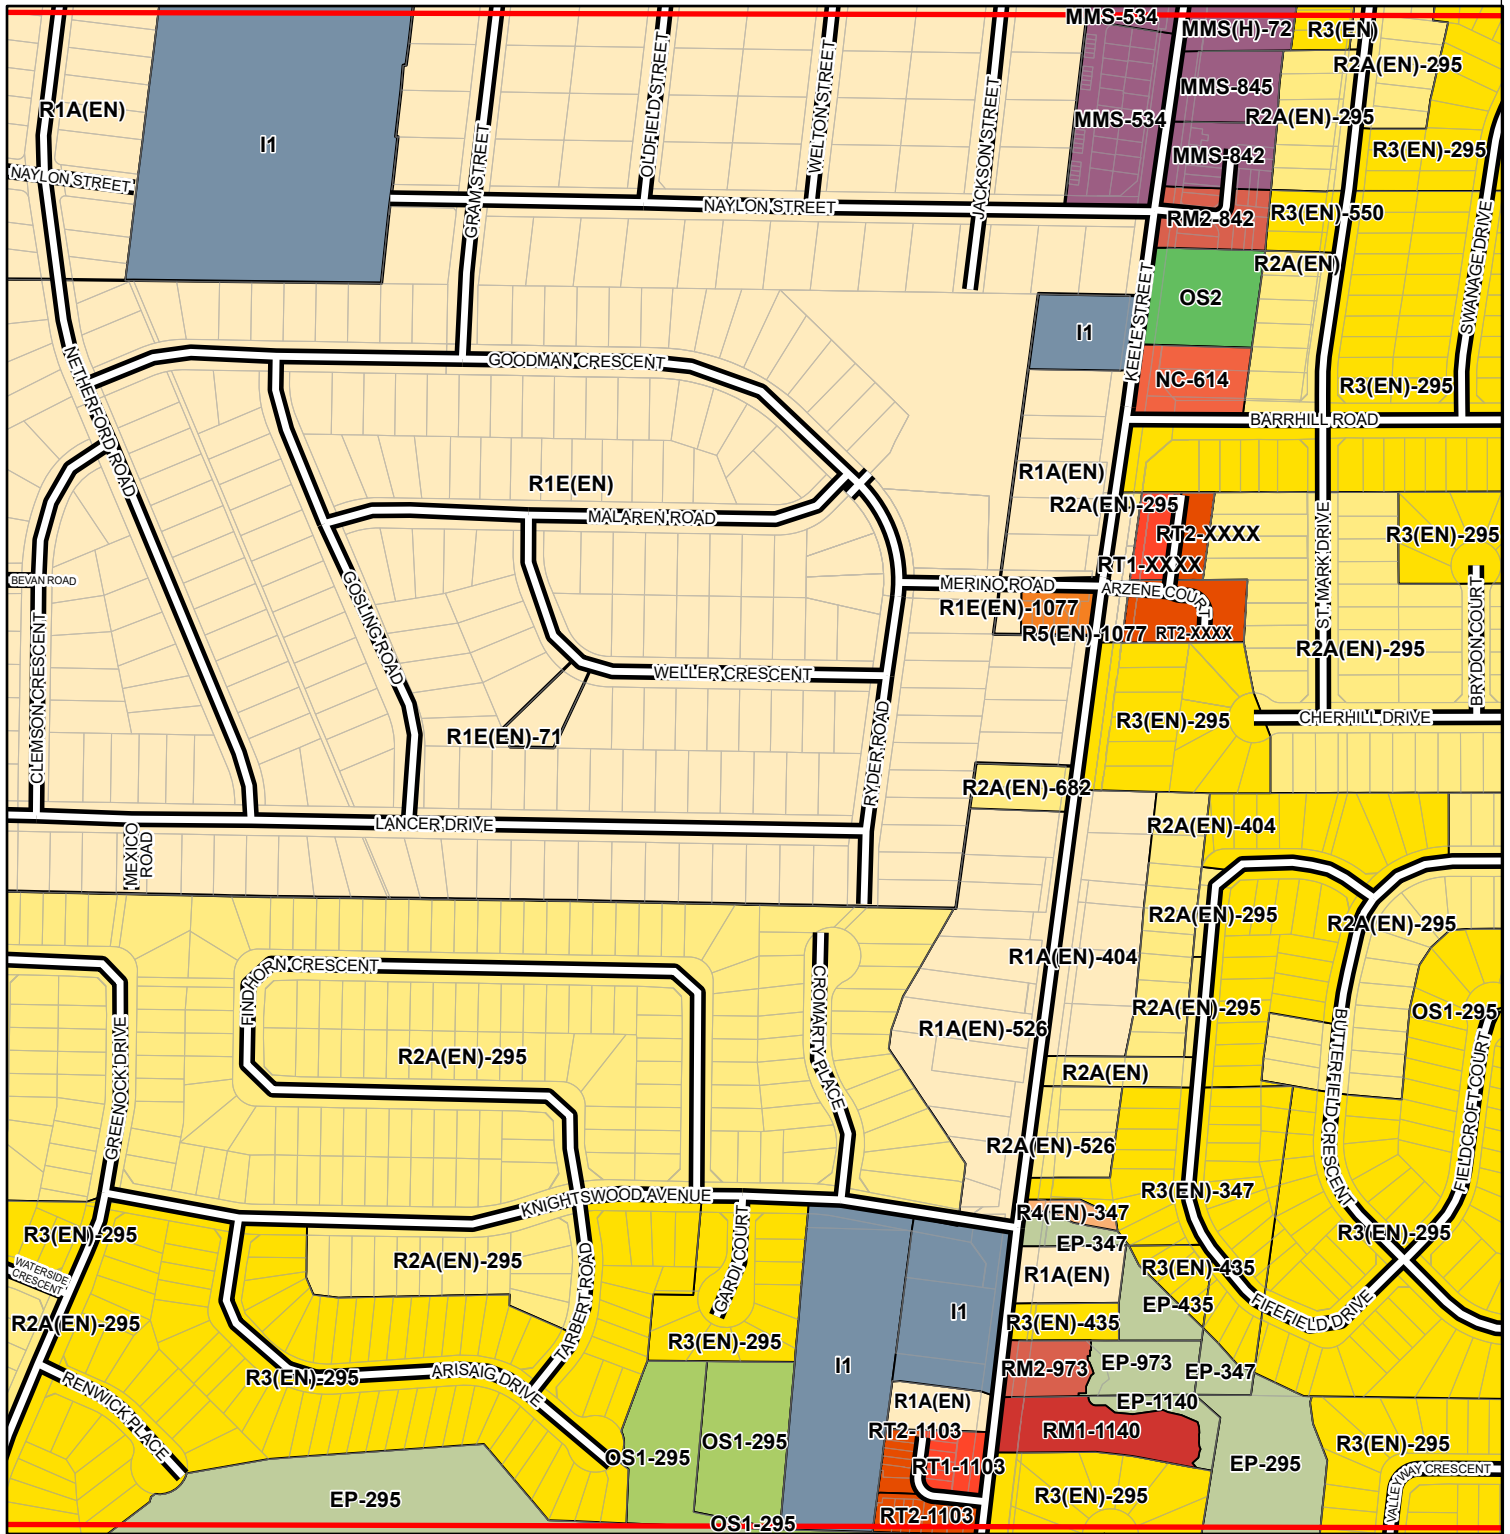 MMS-534
MMS(H)-72
R3(EN)
R2A(EN)-295
MMS-845
R1A(EN)
I1
GRAM STREET
OLDFIELD STREET
WELTON STREET
JACKSON STREET
MMS-534
R2A(EN)-295
MMS-842
R3(EN)-295
NAYLON STREET
NAYLON STREET
RM2-842
R3(EN)-550
SWANAGE DRIVE
R2A(EN)
OS2
KEELE STREET
I1
NETHERFORD ROAD
GOODMAN CRESCENT
NC-614
R3(EN)-295
BARRHILL ROAD
R1E(EN)
R1A(EN)
R2A(EN)-295
MALAREN ROAD
RT2-XXXX
ST. MARK DRIVE
R3(EN)-295
RT1-XXXX
BEVAN ROAD
GOSLING ROAD
MERINO ROAD
ARZENE COURT
R1E(EN)-1077
R5(EN)-1077
RT2-XXXX
R2A(EN)-295
BRYDON COURT
CLEMSON CRESCENT
WELLER CRESCENT
R1E(EN)-71
RYDER ROAD
R3(EN)-295
CHERHILL DRIVE
R2A(EN)-682
LANCER DRIVE
R2A(EN)-404
MEXICO
ROAD
R2A(EN)-295
R2A(EN)-295
R1A(EN)-404
FINDHORN CRESCENT
CROMARTY PLACE
R2A(EN)-295
OS1-295
R1A(EN)-526
BUTTERFIELD CRESCENT
FIELDCROFT COURT
GREENOCK DRIVE
R2A(EN)-295
R2A(EN)
R2A(EN)-526
R3(EN)-347
KNIGHTSWOOD AVENUE
R4(EN)-347
R3(EN)-295
R3(EN)-295
EP-347
WATERSIDE
CRESCENT
R2A(EN)-295
TARBERT ROAD
GARDI COURT
R1A(EN)
R3(EN)-435
EP-435
FIFEFIELD DRIVE
I1
R2A(EN)-295
R3(EN)-435
R3(EN)-295
I1
RM2-973
EP-973
EP-347
R3(EN)-295
ARISAIG DRIVE
RENWICK PLACE
R1A(EN)
EP-1140
RT2-1103
RM1-1140
OS1-295
OS1-295
R3(EN)-295
RT1-1103
EP-295
VALLEYWAY CRESCENT
EP-295
R3(EN)-295
RT2-1103
OS1-295